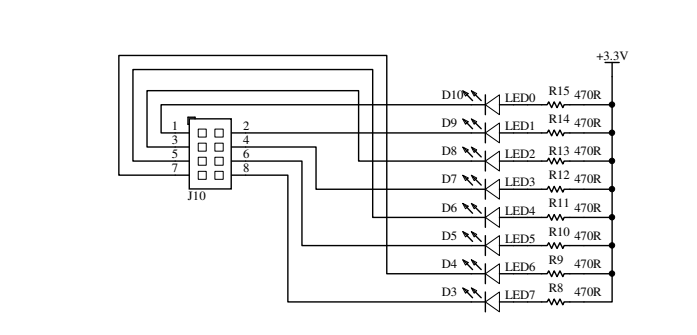 +3.3V
D10 LED0 R15 470R
1 2 D9 LED1 R14 470R
3 4 D8 LED2 R13 470R
5 6 D7 LED3 R12 470R
7 8 D6 LED4 R11 470R
J10
D5 LED5 R10 470R
D4 LED6 R9 470R
D3 LED7 R8 470R